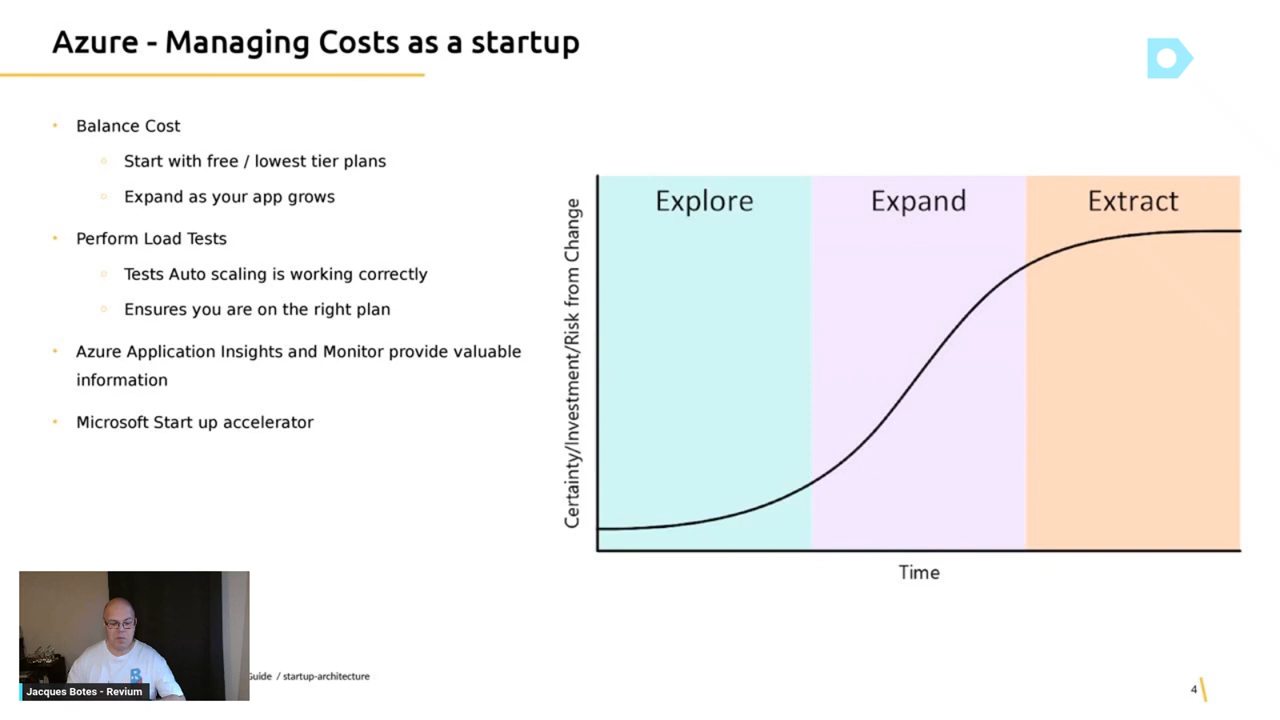 Azure - Managing Costs as a startup
Balance Cost
Start with free / lowest tier plans
Expand as your app grows
Perform Load Tests
Tests Auto scaling is working correctly
Ensures you are on the right plan
Azure Application Insights and Monitor provide valuable
information
Microsoft Start up accelerator
Explore
Expand
Extract
Certainty/Investment/Risk from Change
Time
Jacques Botes - Revium
/ startup-architecture
4